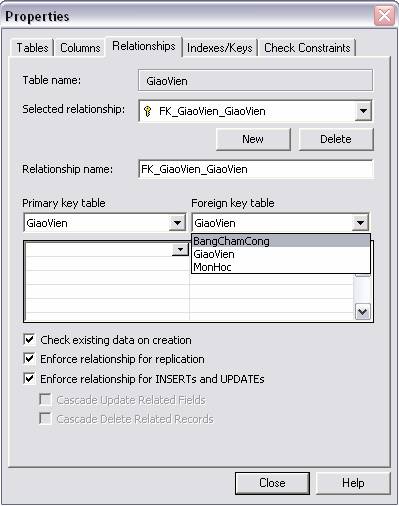 Properties
Tables Columns Relationships Indexes/Keys Check Constraints
Table name: GiaoVien
Selected relationship: FK_GiaoVien_GiaoVien
New Delete
Relationship name: FK_GiaoVien_GiaoVien
Primary key table Foreign key table
GiaoVien GiaoVien
BangChamCong
GiaoVien
MonHoc
Check existing data on creation
Enforce relationship for replication
Enforce relationship for INSERTs and UPDATEs
Cascade Update Related Fields
Cascade Delete Related Records
Close Help